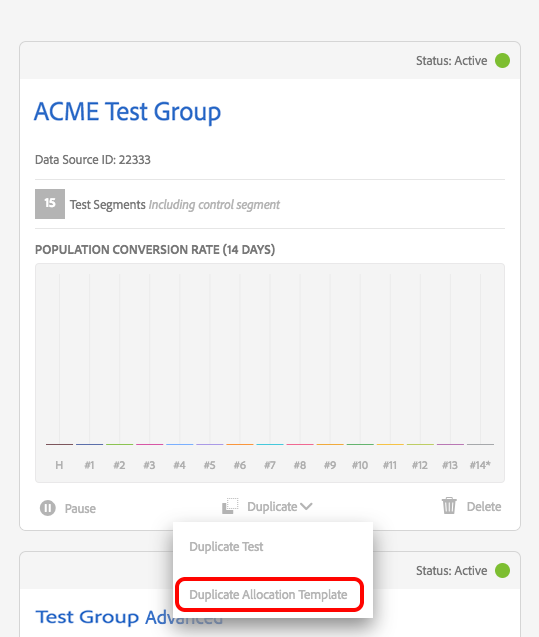 Status: Active
ACME Test Group
Data Source ID: 22333
15 Test Segments Including control segment
POPULATION CONVERSION RATE (14 DAYS)
H #1 #2 #3 #4 #5 #6 #7 #8 #9 #10 #11 #12 #13 #14*
Pause Duplicate Delete
Duplicate Test
Status: Active
Duplicate Allocation Template
Test Group Advanced